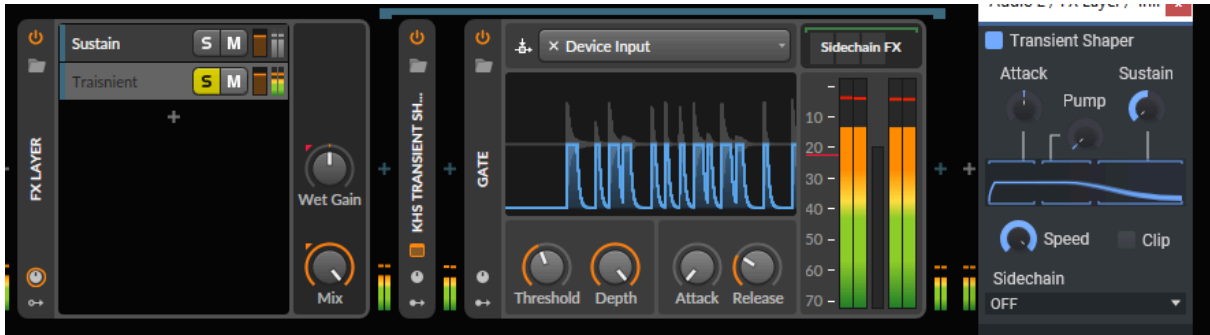 Sustain
S
M
Traisnient
S
M
+
FX LAYER
Wet Gain
Mix
KHS TRANSIENT SH...
GATE
× Device Input
Sidechain FX
10
20
30
40
50
60
70
Threshold
Depth
Attack
Release
Transient Shaper
Attack
Sustain
Pump
Speed
Clip
Sidechain
OFF